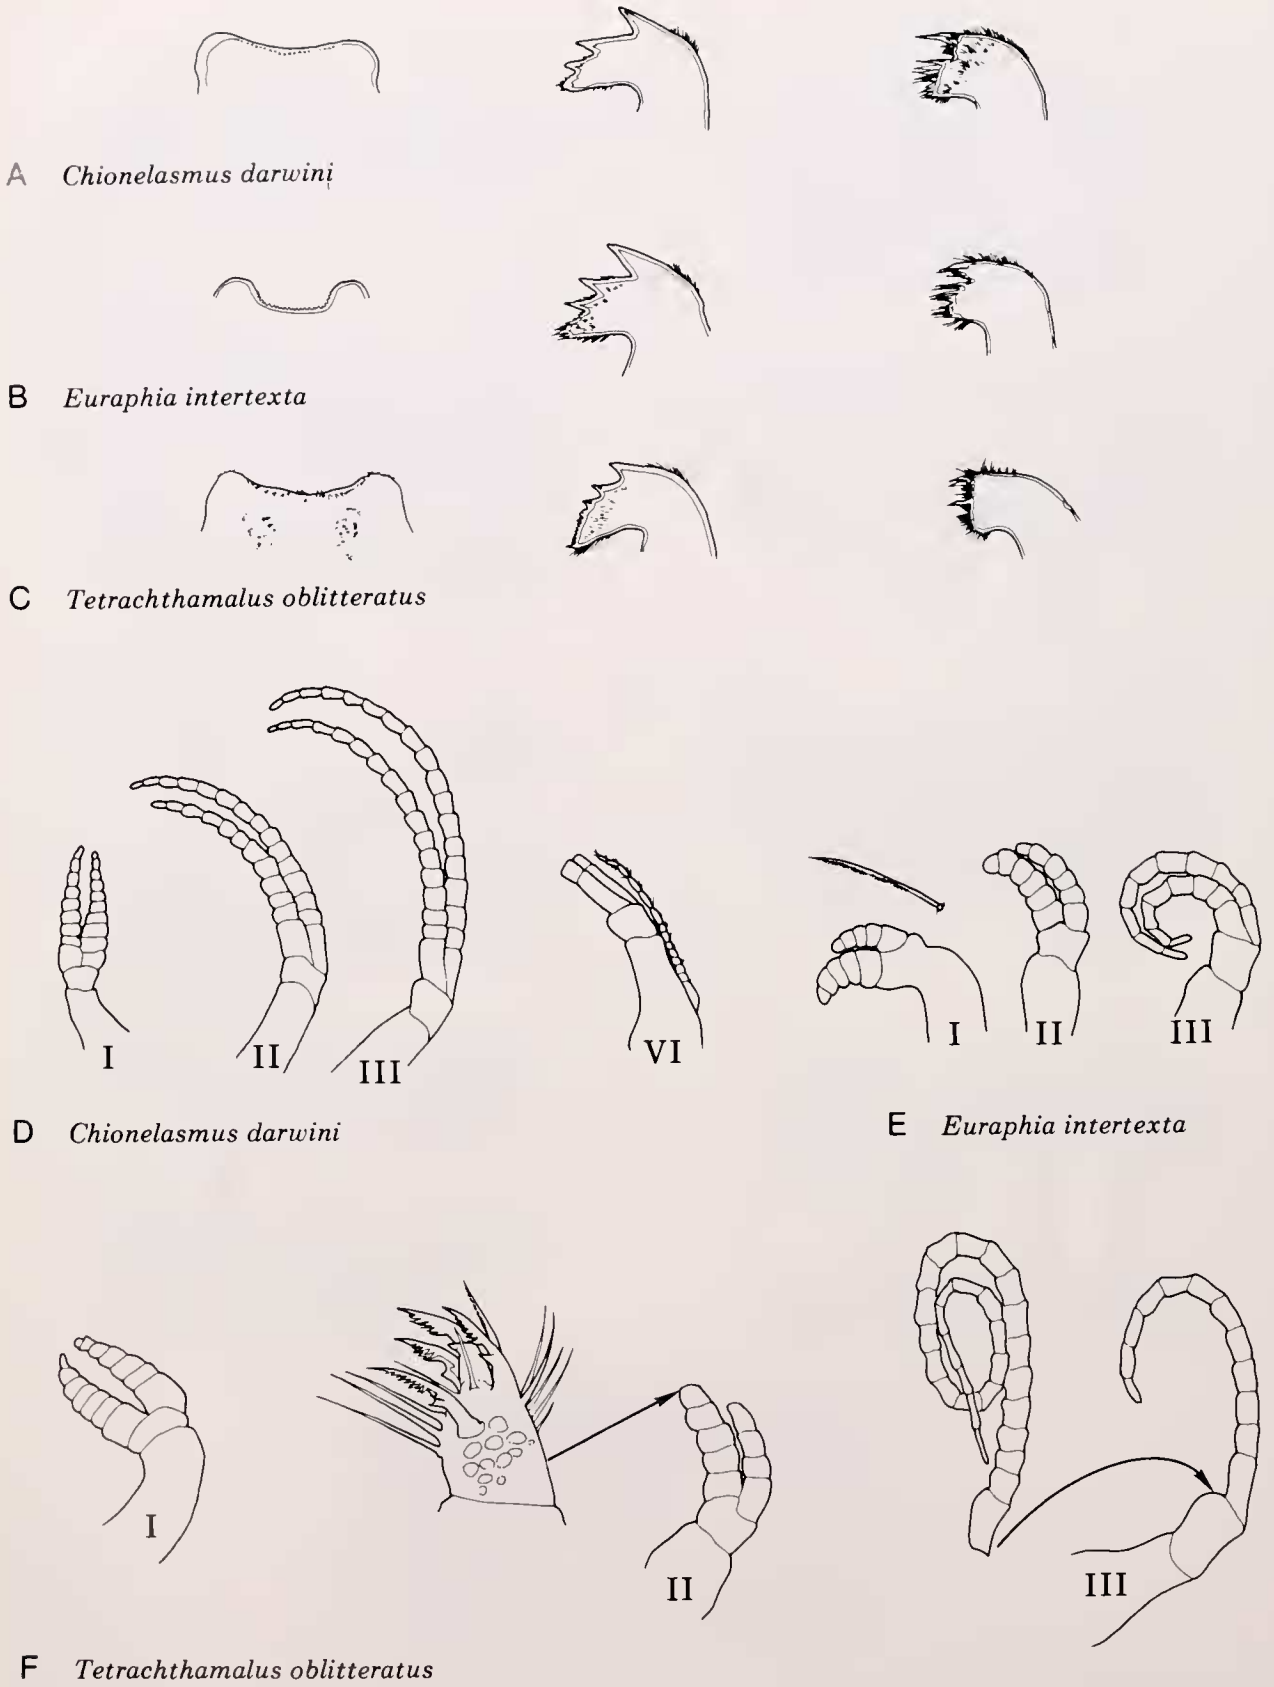 A Chionelasmus darwini
B Euraphia intertexta
C Tetrachthamalus oblitteratus
I II III VI I II III
D Chionelasmus darwini E Euraphia intertexta
I II III
F Tetrachthamalus oblitteratus